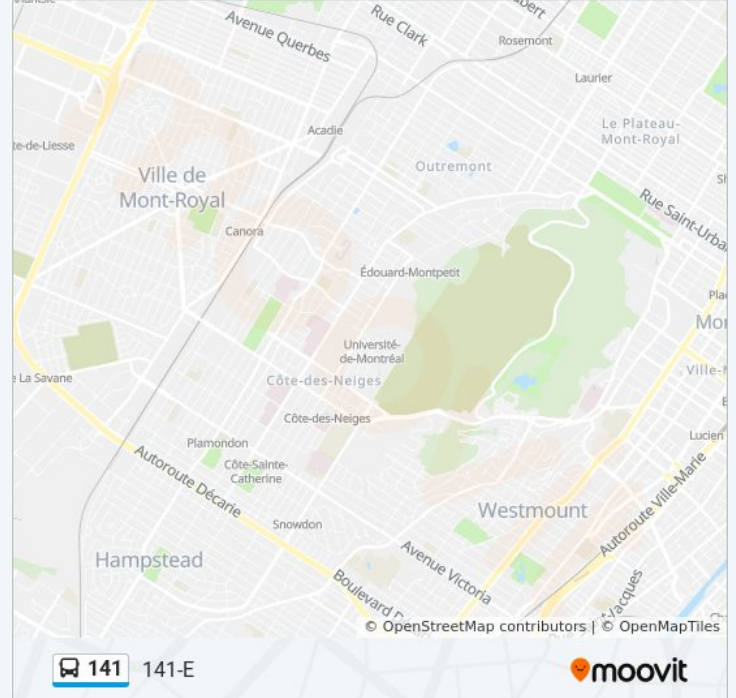 Avenue Querbes
Rue Clark
Rosemont
Laurier
Acadie
Le Plateau-
Mont-Royal
te-de-Liesse
Outremont
Ville de
Mont-Royal
Rue Saint-Urba
Canora
Édouard-Montpetit
Pla
Mo
Université-
de-Montréal
La Savane
Côte-des-Neiges
Ville-
Côte-des-Neiges
Lucien
Plamondon
Autoroute Décarie
Côte-Sainte-
Catherine
Autoroute Ville-Marie
Westmount
Snowdon
Hampstead
Avenue Victoria
Boulevard D
© OpenStreetMap contributors | © OpenMapTiles
141 141-E
moovit